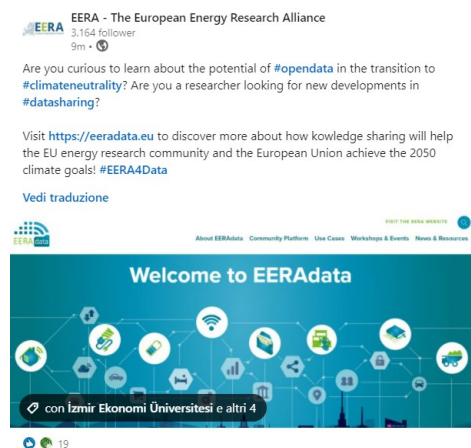 EERA
EERA - The European Energy Research Alliance
3.164 follower
9m •
Are you curious to learn about the potential of #opendata in the transition to
#climateneutrality? Are you a researcher looking for new developments in
#datasharing?
Visit https://eeradata.eu to discover more about how kowledge sharing will help
the EU energy research community and the European Union achieve the 2050
climate goals! #EERA4Data
Vedi traduzione
VISIT THE EERA WEBSITE
EERAdata
About EERAdata Community Platform Use Cases Workshops & Events News & Resources
Welcome to EERAdata
con İzmir Ekonomi Üniversitesi e altri 4
19